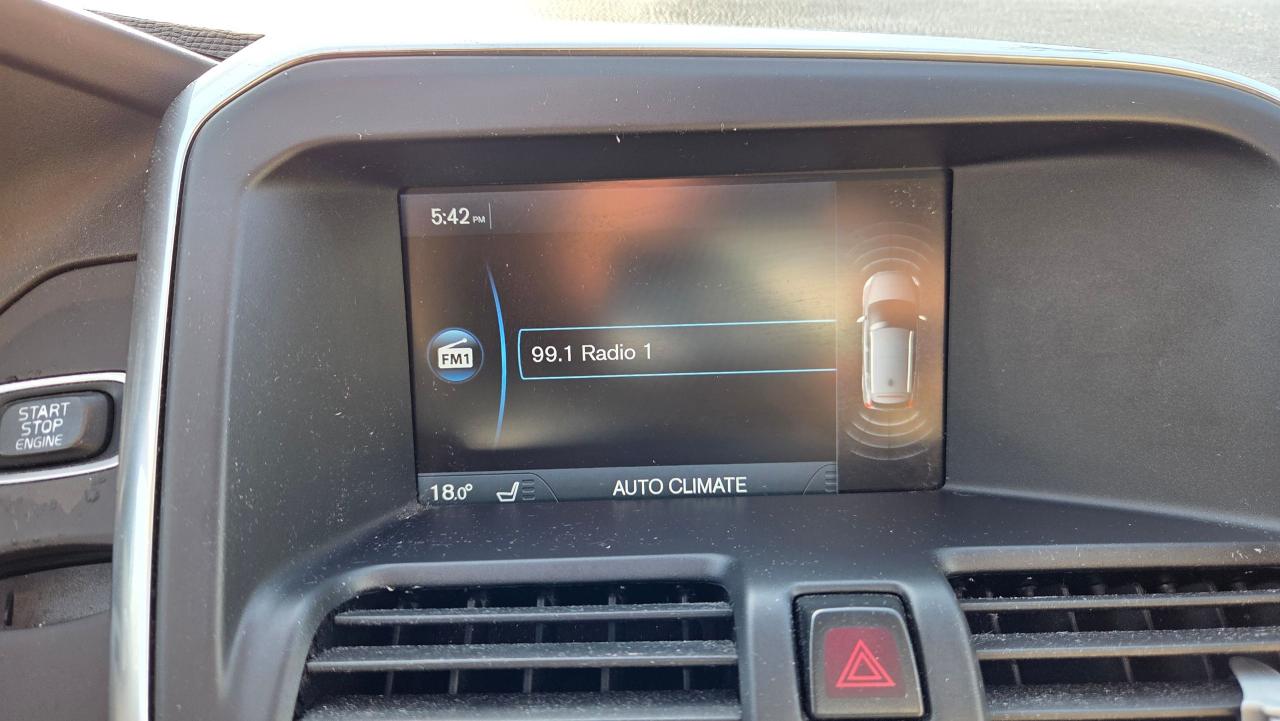 5:42 PM
FM1
99.1 Radio 1
START
STOP
ENGINE
18.0°
AUTO CLIMATE